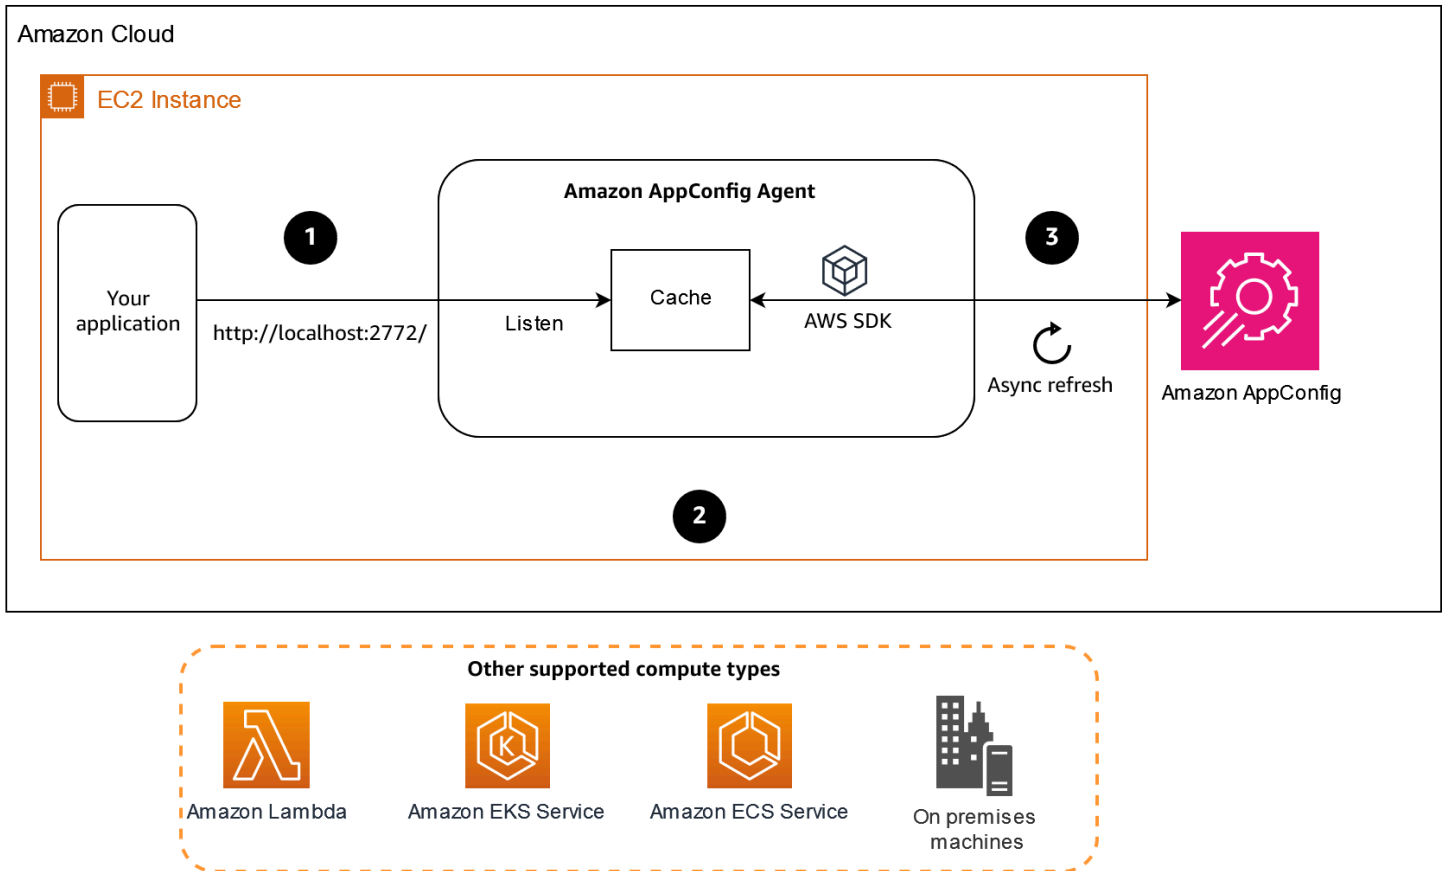 Amazon Cloud
EC2 Instance
Amazon AppConfig Agent
1
3
Your
application
http://localhost:2772/
Listen
Cache
AWS SDK
Async refresh
Amazon AppConfig
2
Other supported compute types
K
Amazon Lambda
Amazon EKS Service
Amazon ECS Service
On premises
machines